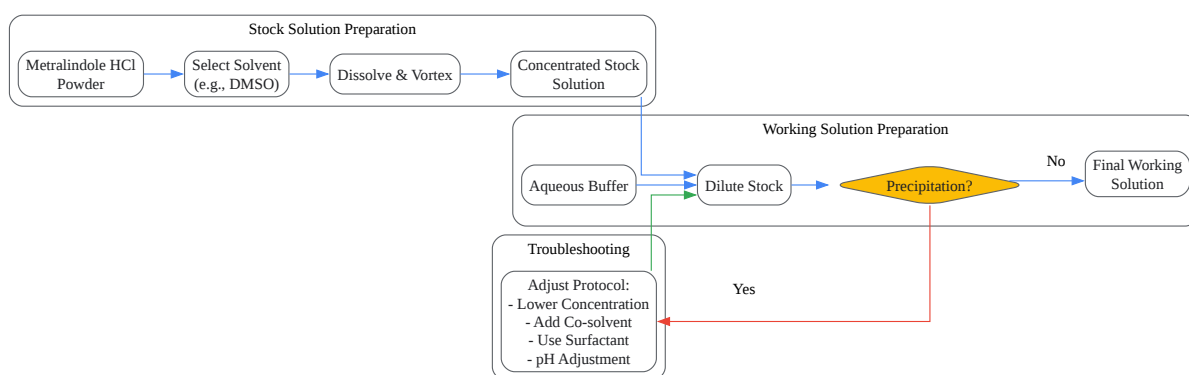 Stock Solution Preparation
Metralindole HCl
Powder
Select Solvent
(e.g., DMSO)
Dissolve & Vortex
Concentrated Stock
Solution
Working Solution Preparation
Aqueous Buffer
Dilute Stock
Precipitation?
No
Final Working
Solution
Troubleshooting
Adjust Protocol:
- Lower Concentration
- Add Co-solvent
- Use Surfactant
- pH Adjustment
Yes